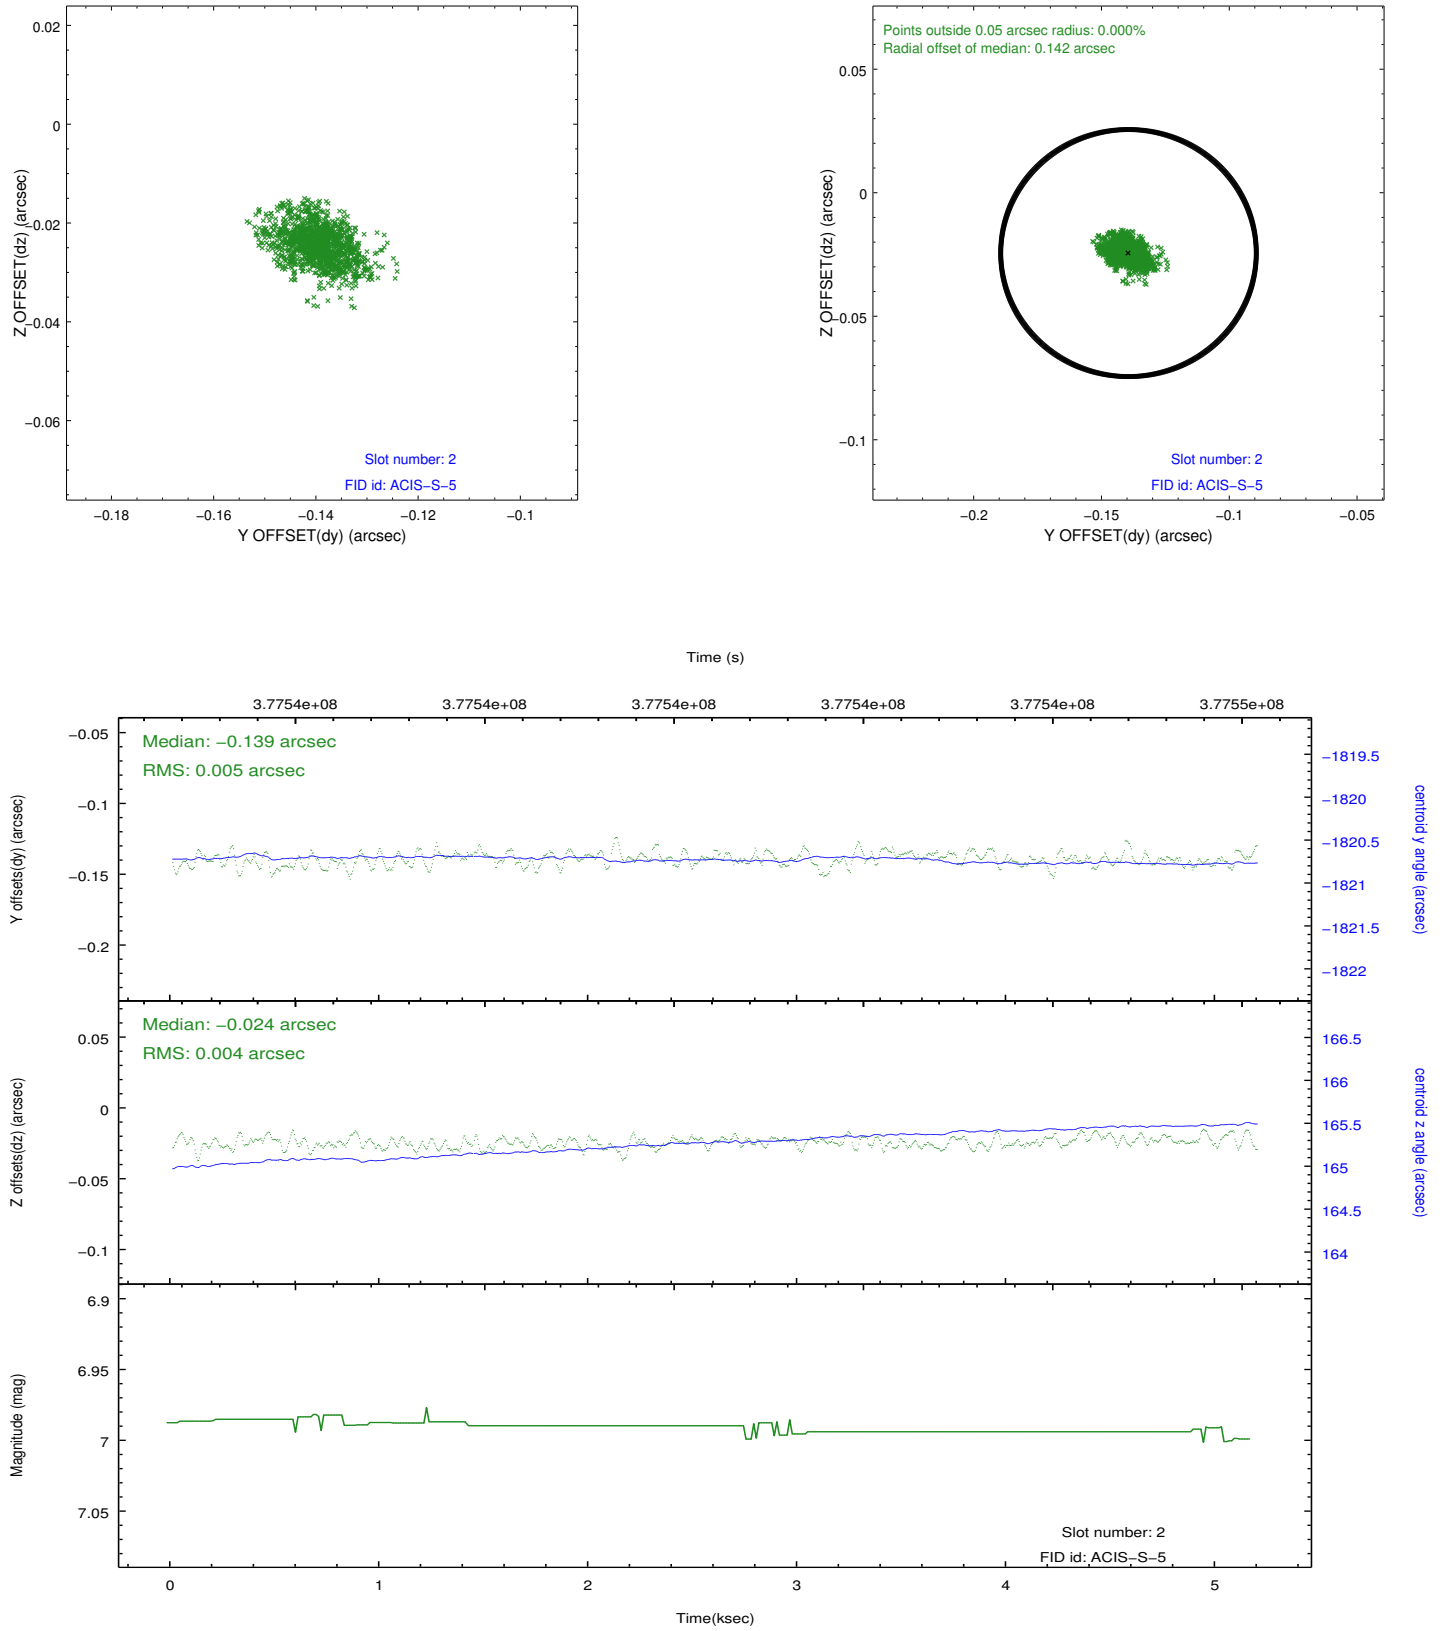 0.02
0
−0.02
−0.04
−0.06
Z OFFSET(dz) (arcsec)
Slot number: 2
FID id: ACIS−S−5
−0.18 −0.16 −0.14 −0.12 −0.1
Y OFFSET(dy) (arcsec)
Points outside 0.05 arcsec radius: 0.000%
Radial offset of median: 0.142 arcsec
0.05
0
−0.05
−0.1
Z OFFSET(dz) (arcsec)
Slot number: 2
FID id: ACIS−S−5
−0.2 −0.15 −0.1 −0.05
Y OFFSET(dy) (arcsec)
Time (s)
3.7754e+08 3.7754e+08 3.7754e+08 3.7754e+08 3.7754e+08 3.7755e+08
Median: −0.139 arcsec
RMS: 0.005 arcsec
−0.05
−0.1
−0.15
−0.2
Y offsets(dy) (arcsec)
−1819.5
−1820
−1820.5
−1821
−1821.5
−1822
centroid y angle (arcsec)
Median: −0.024 arcsec
RMS: 0.004 arcsec
0.05
0
−0.05
−0.1
Z offsets(dz) (arcsec)
166.5
166
165.5
165
164.5
164
centroid z angle (arcsec)
6.9
6.95
7
7.05
Magnitude (mag)
Slot number: 2
FID id: ACIS−S−5
0 1 2 3 4 5
Time(ksec)